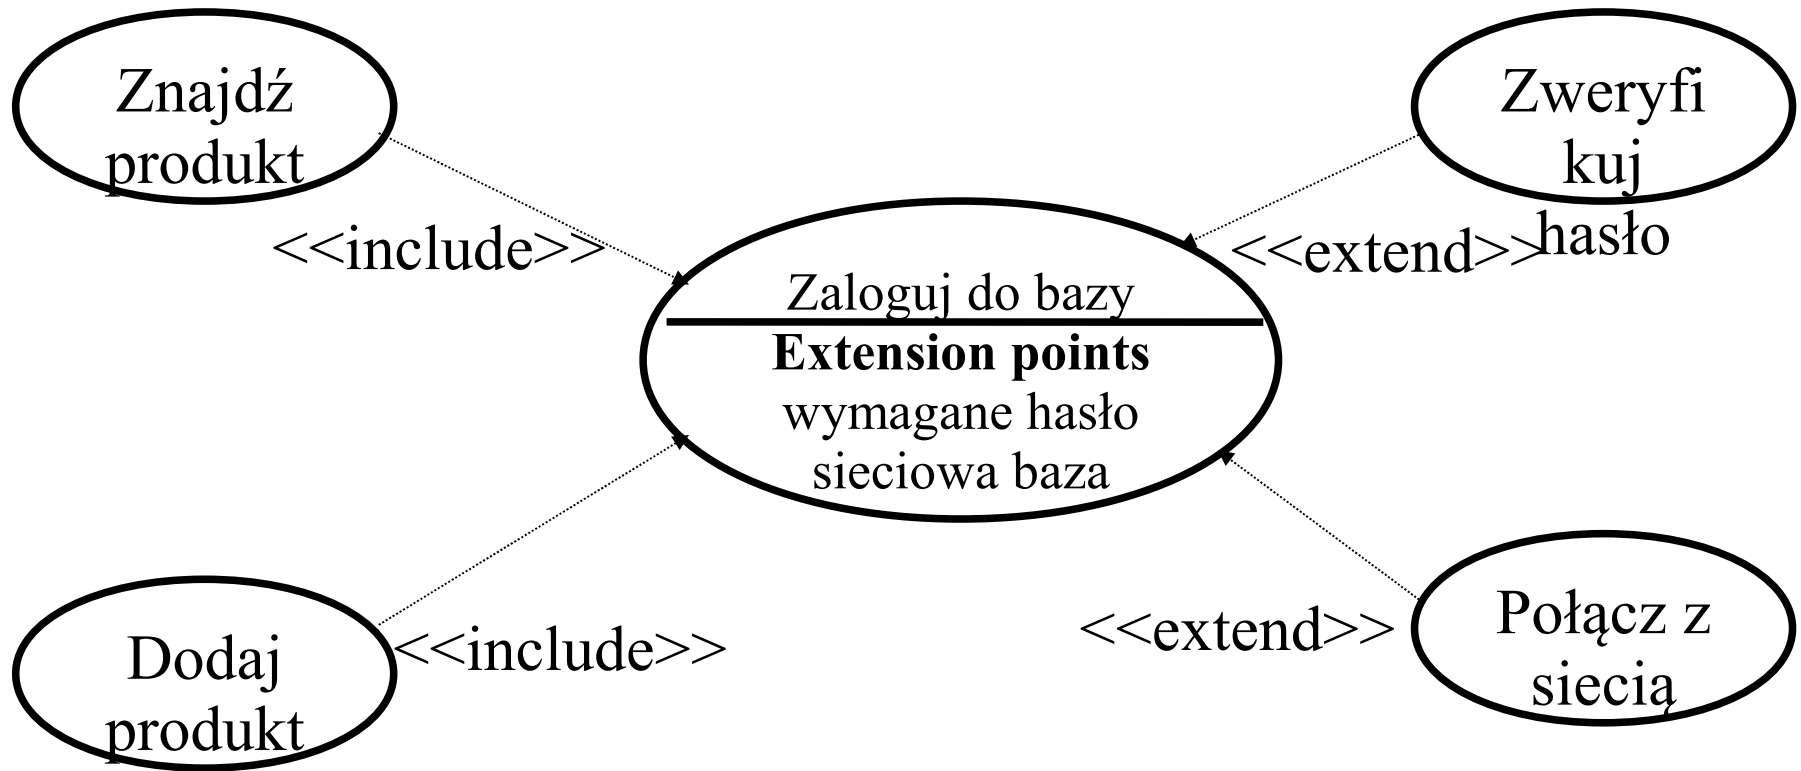 Znajdź
produkt
<<include>>
Zweryfi
kuj
hasło
<<extend>>
Zaloguj do bazy
Extension points
wymagane hasło
sieciowa baza
Dodaj
produkt
<<include>>
<<extend>>
Połącz z
siecią